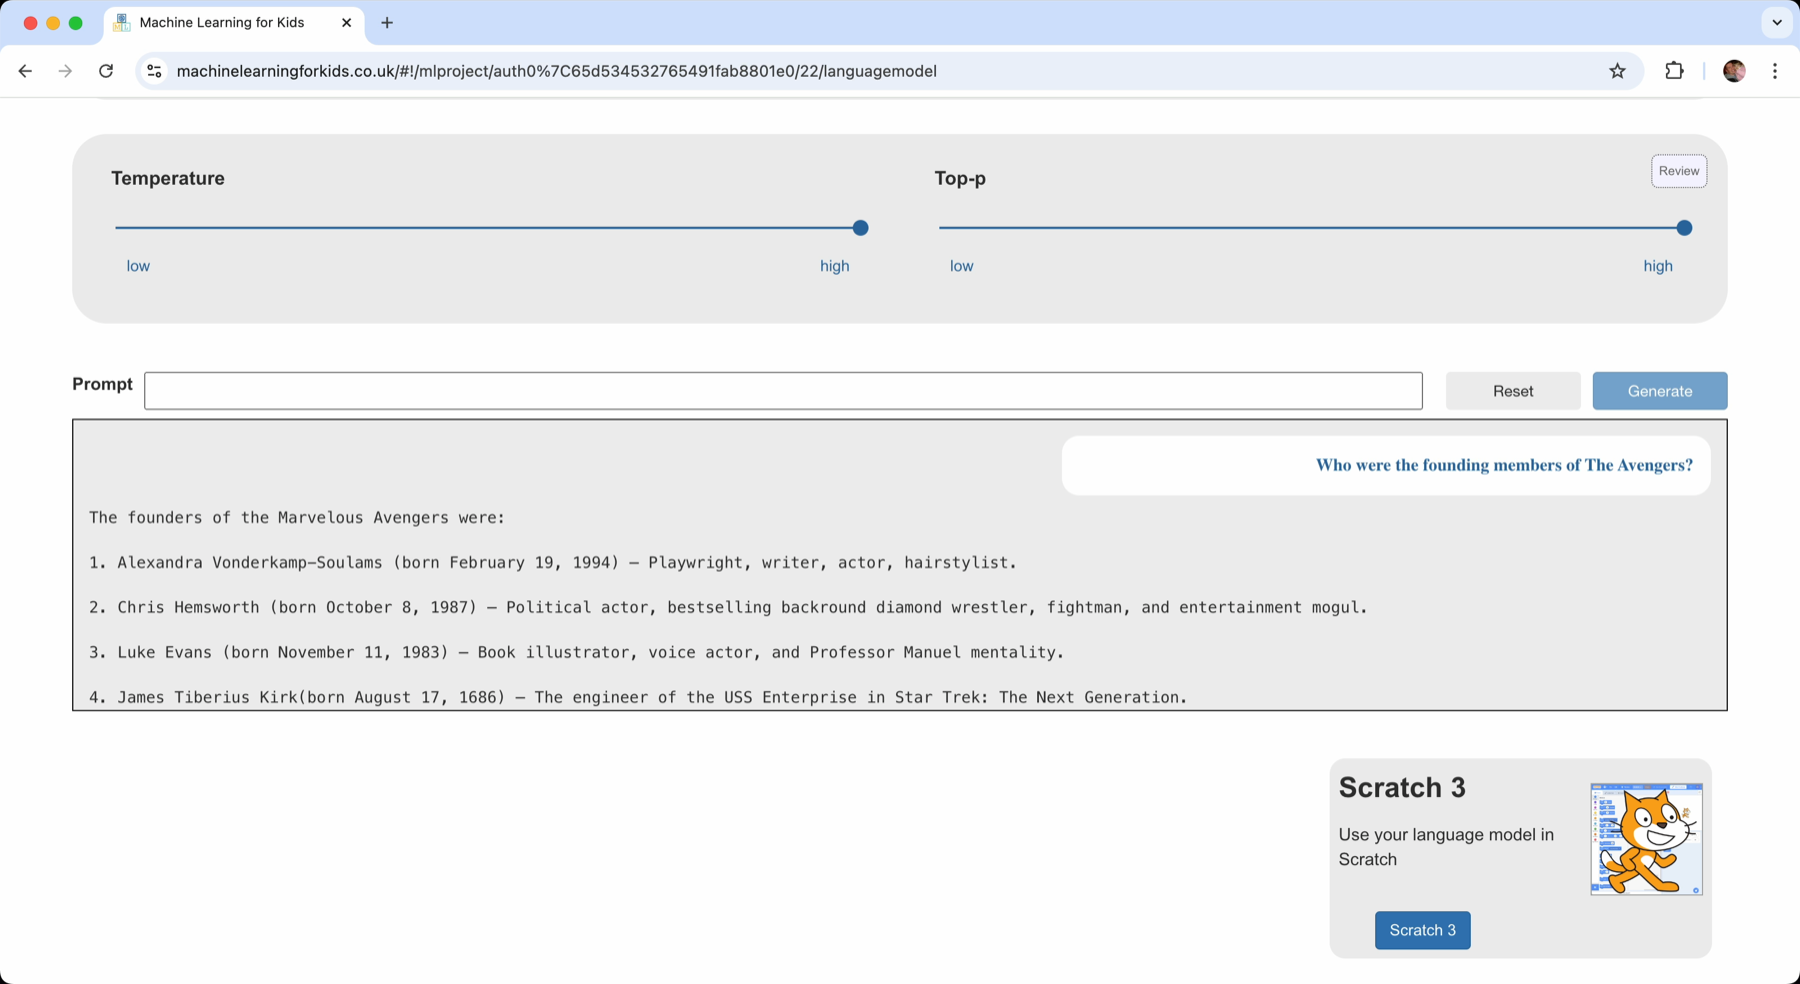 Machine Learning for Kids
machinelearningforkids.co.uk/#!/mlproject/auth0%7C65d534532765491fab8801e0/22/languagemodel
Temperature
Top-p
Review
low
high
low
high
Prompt
Reset
Generate
Who were the founding members of The Avengers?
The founders of the Marvelous Avengers were:
1. Alexandra Vonderkamp-Soulams (born February 19, 1994) – Playwright, writer, actor, hairstylist.
2. Chris Hemsworth (born October 8, 1987) – Political actor, bestselling backround diamond wrestler, fightman, and entertainment mogul.
3. Luke Evans (born November 11, 1983) – Book illustrator, voice actor, and Professor Manuel mentality.
4. James Tiberius Kirk(born August 17, 1686) – The engineer of the USS Enterprise in Star Trek: The Next Generation.
Scratch 3
Use your language model in
Scratch
Scratch 3